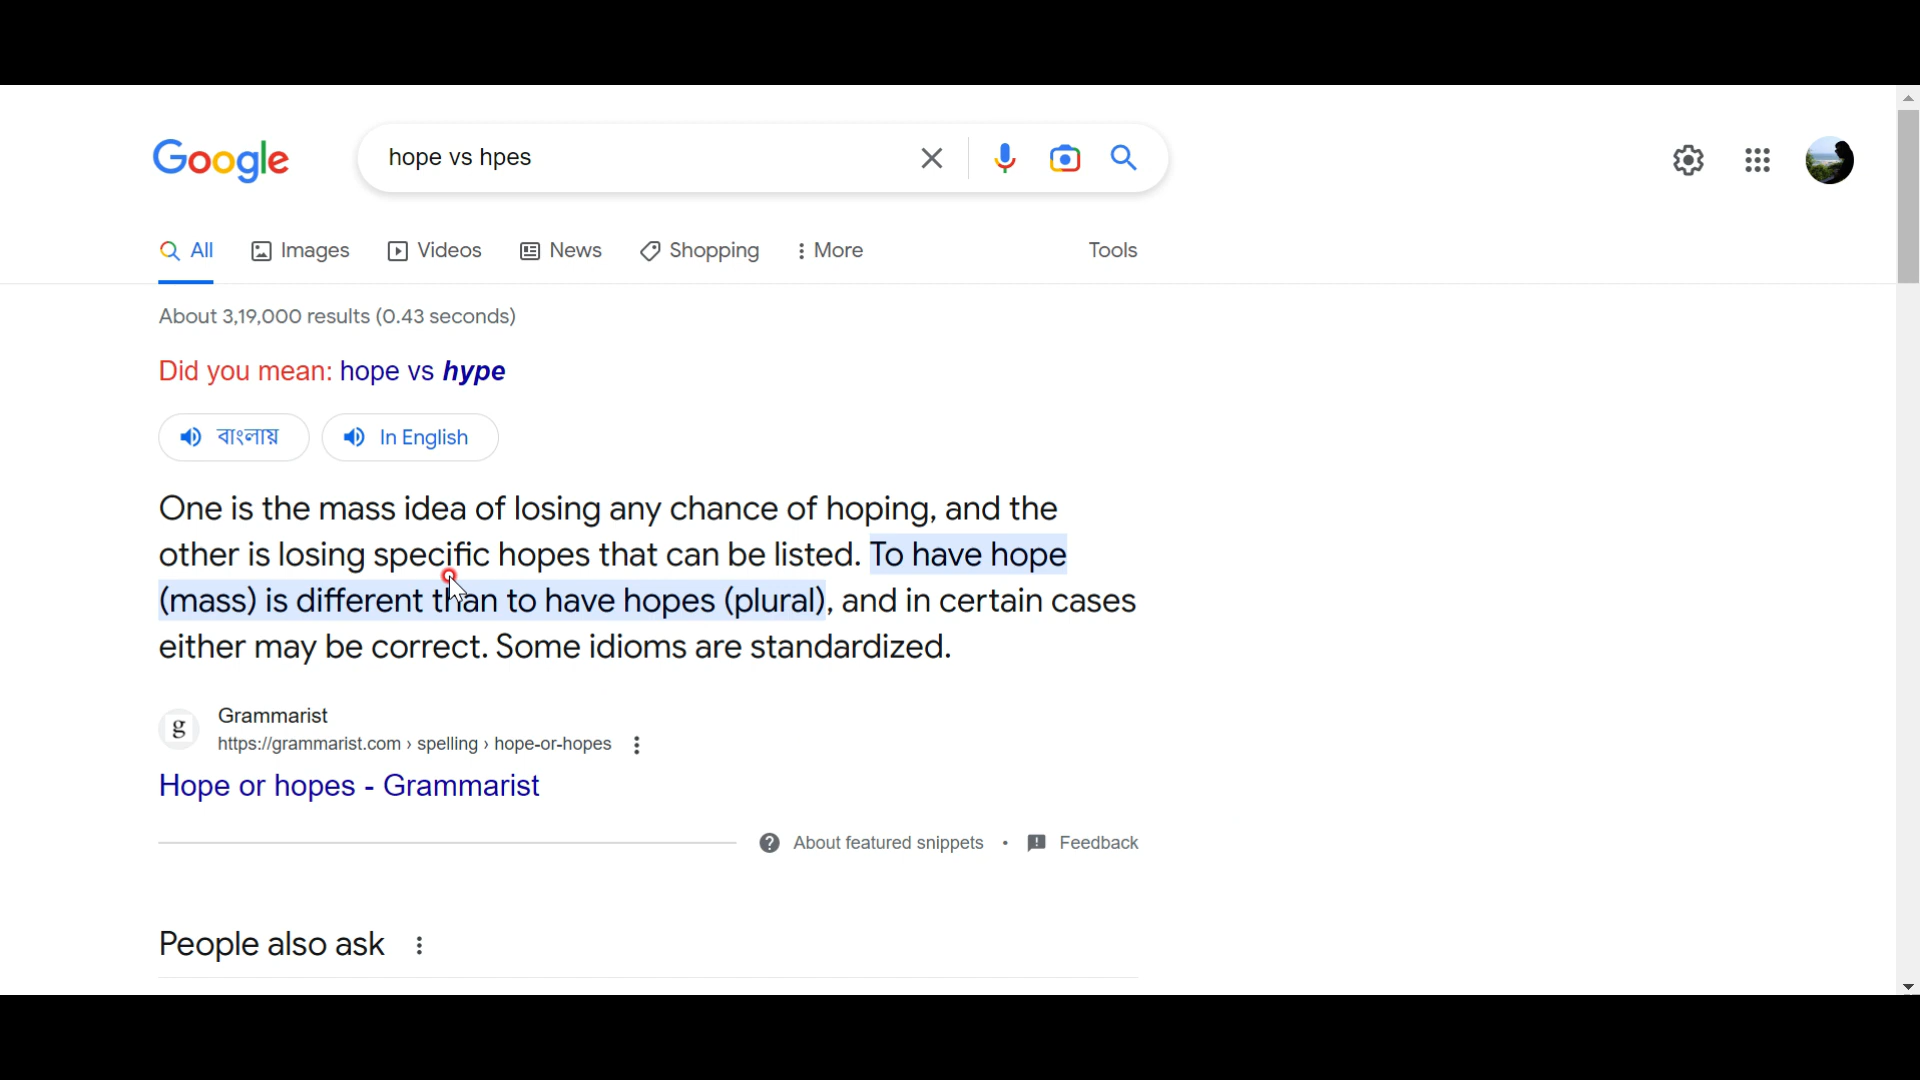 Google
hope vs hpes
All Images Videos News Shopping More Tools
About 3,19,000 results (0.43 seconds)
Did you mean: hope vs hype
বাংলায় In English
One is the mass idea of losing any chance of hoping, and the
other is losing specific hopes that can be listed. To have hope
(mass) is different than to have hopes (plural), and in certain cases
either may be correct. Some idioms are standardized.
g
Grammarist
https://grammarist.com › spelling › hope-or-hopes
Hope or hopes - Grammarist
About featured snippets • Feedback
People also ask